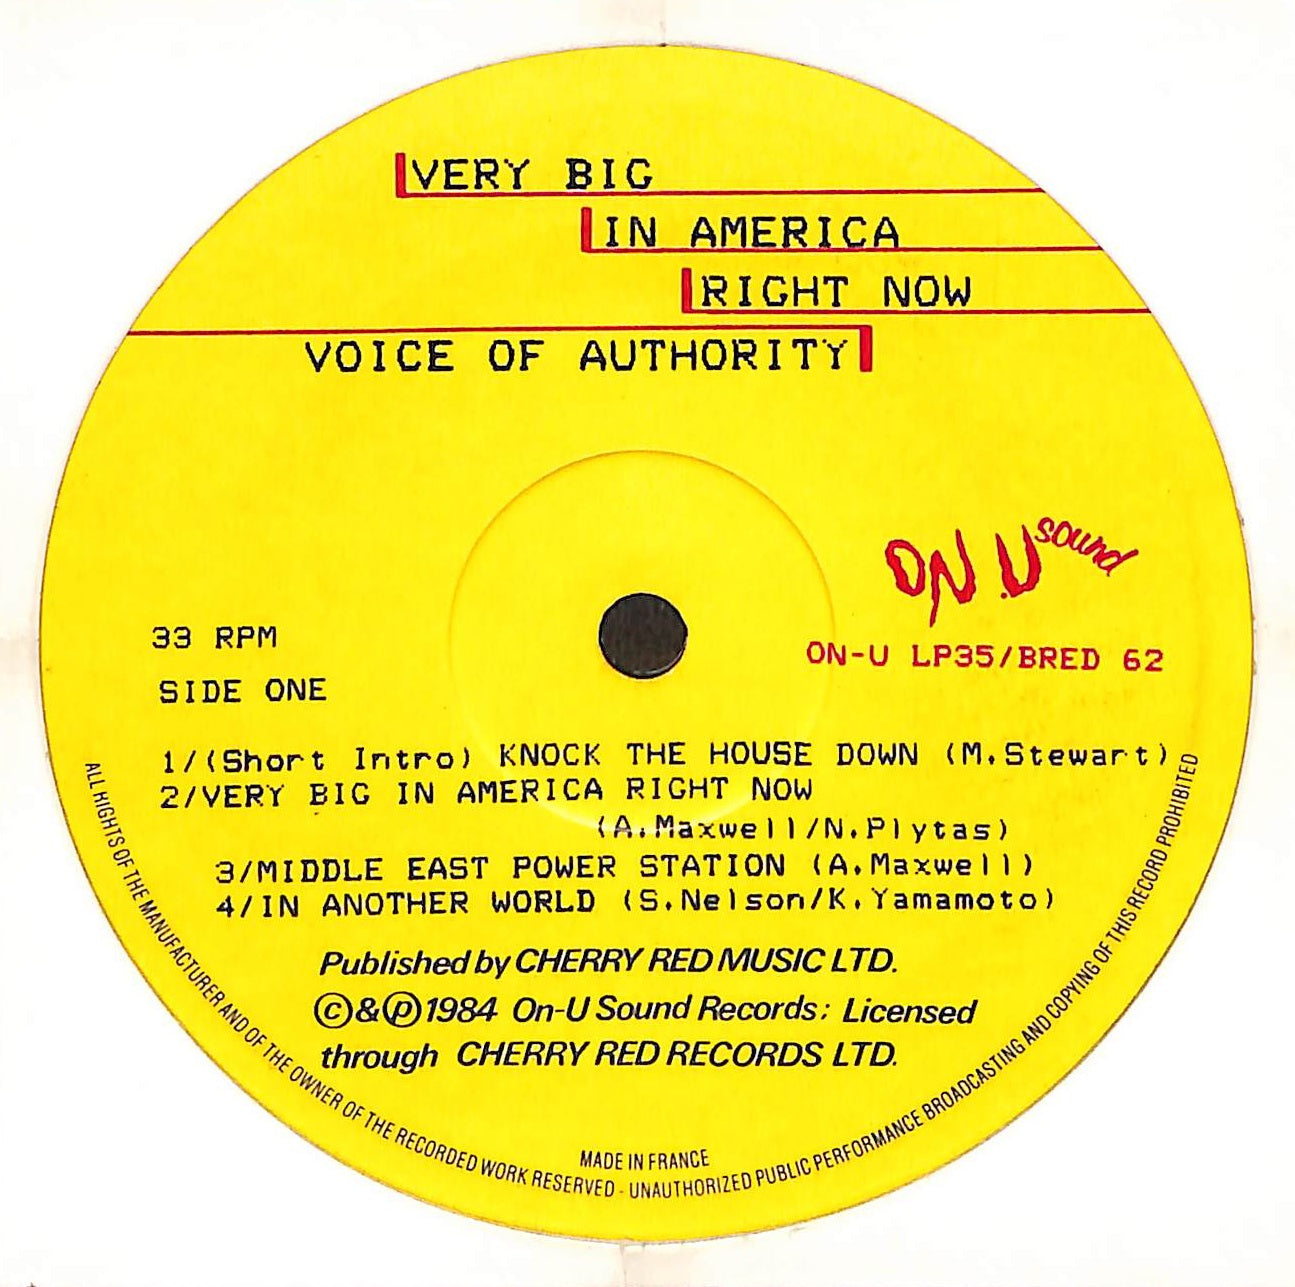 VERY BIG
IN AMERICA
RIGHT NOW
VOICE OF AUTHORITY
ON.U sound
ON-U LP35/BRED 62
33 RPM
SIDE ONE
1/(Short Intro) KNOCK THE HOUSE DOWN (M.Stewart)
2/VERY BIG IN AMERICA RIGHT NOW
(A.Maxwell/N.Plytas)
3/MIDDLE EAST POWER STATION (A.Maxwell)
4/IN ANOTHER WORLD (S.Nelson/K.Yamamoto)
Published by CHERRY RED MUSIC LTD.
©&℗1984 On-U Sound Records: Licensed
through CHERRY RED RECORDS LTD.
MADE IN FRANCE
ALL RIGHTS OF THE MANUFACTURER AND OF THE OWNER OF THE RECORDED WORK RESERVED - UNAUTHORIZED PUBLIC PERFORMANCE BROADCASTING AND COPYING OF THIS RECORD PROHIBITED